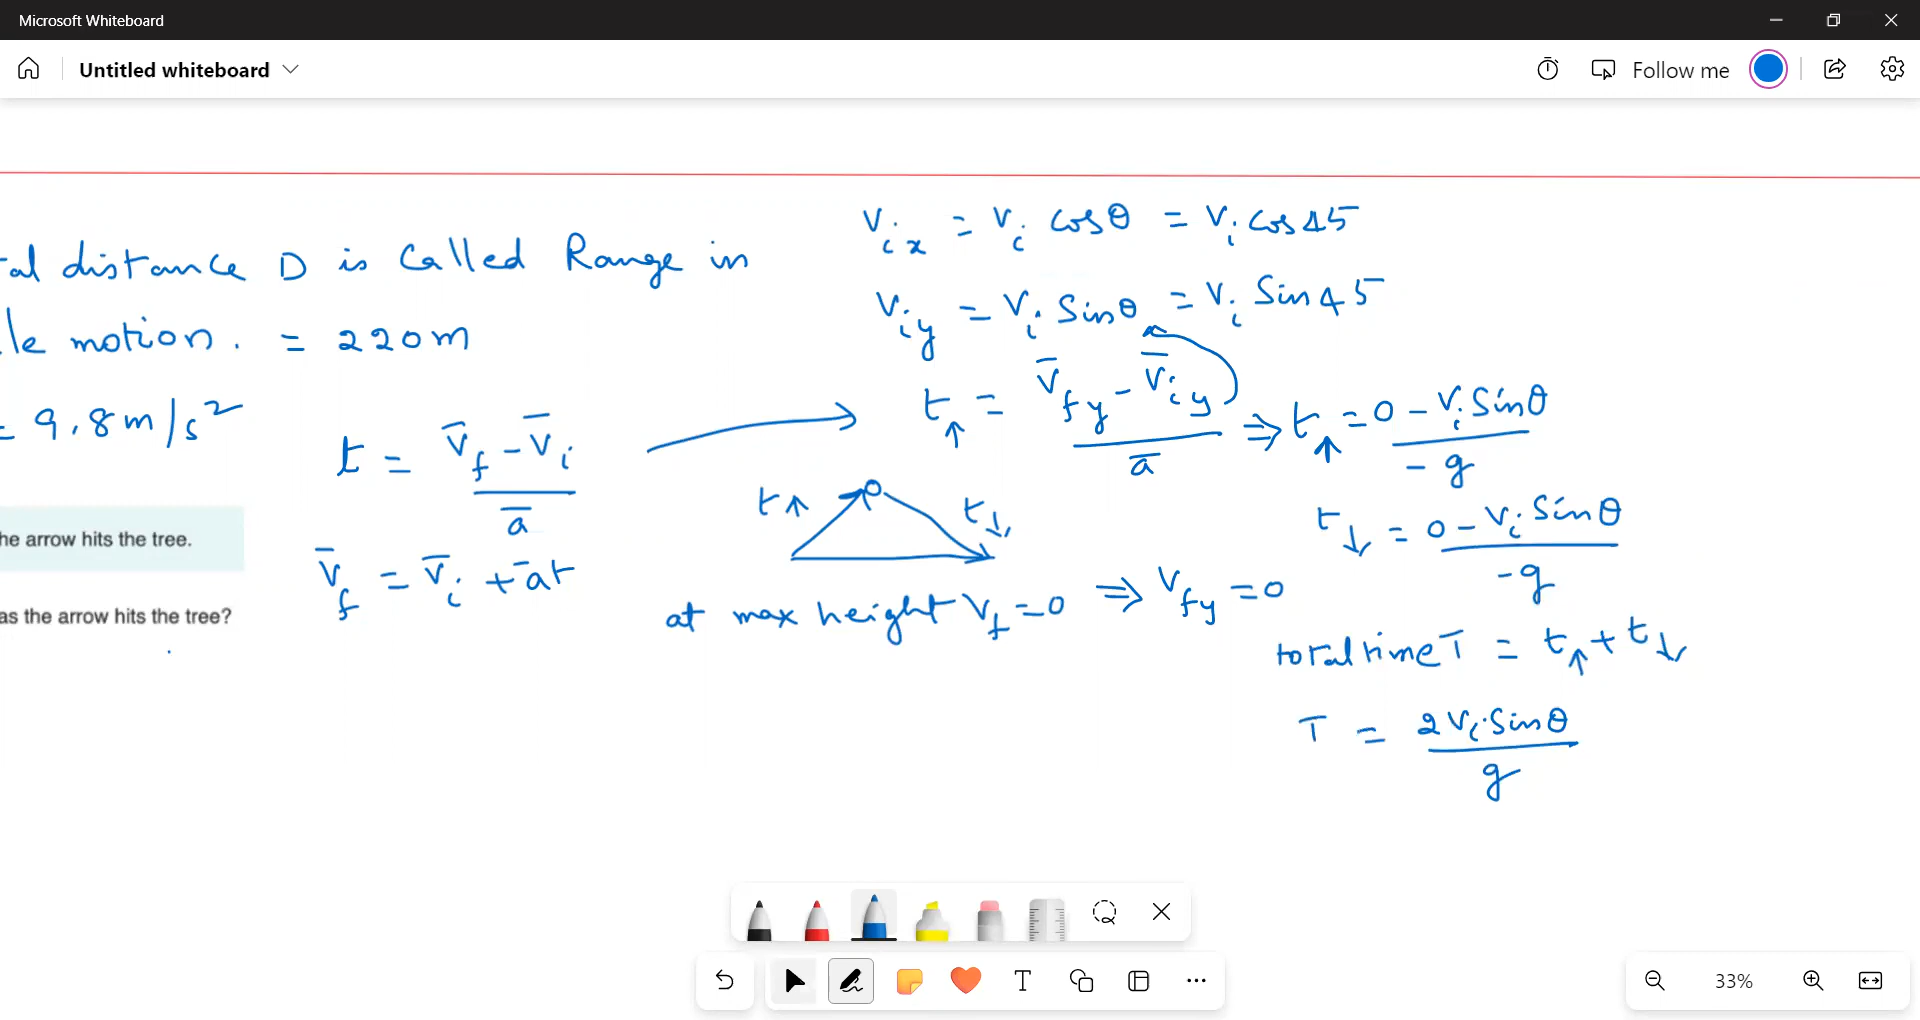 Microsoft Whiteboard
Untitled whiteboard
Follow me
al distance D is called Range in
le motion. = 220m
= 9.8m/s²
t = v̄f - v̄i / ā
v̄f = v̄i + āt
he arrow hits the tree.
as the arrow hits the tree?
vix = vi cosθ = vi cos45
viy = vi sinθ = vi sin45
t↑ = v̄fy - v̄iy / ā ⇒ t↑ = 0 - vi sinθ / -g
t↑ t↓
t↓ = 0 - vi sinθ / -g
at max height vf = 0 ⇒ vfy = 0
total time T = t↑ + t↓
T = 2vi sinθ / g
33%